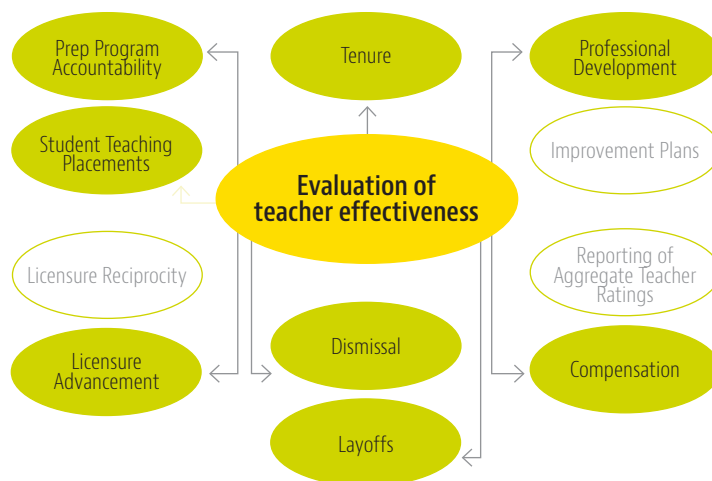 Prep Program
Accountability
Tenure
Professional
Development
Student Teaching
Placements
Improvement Plans
Evaluation of
teacher effectiveness
Licensure Reciprocity
Reporting of
Aggregate Teacher
Ratings
Licensure
Advancement
Dismissal
Compensation
Layoffs